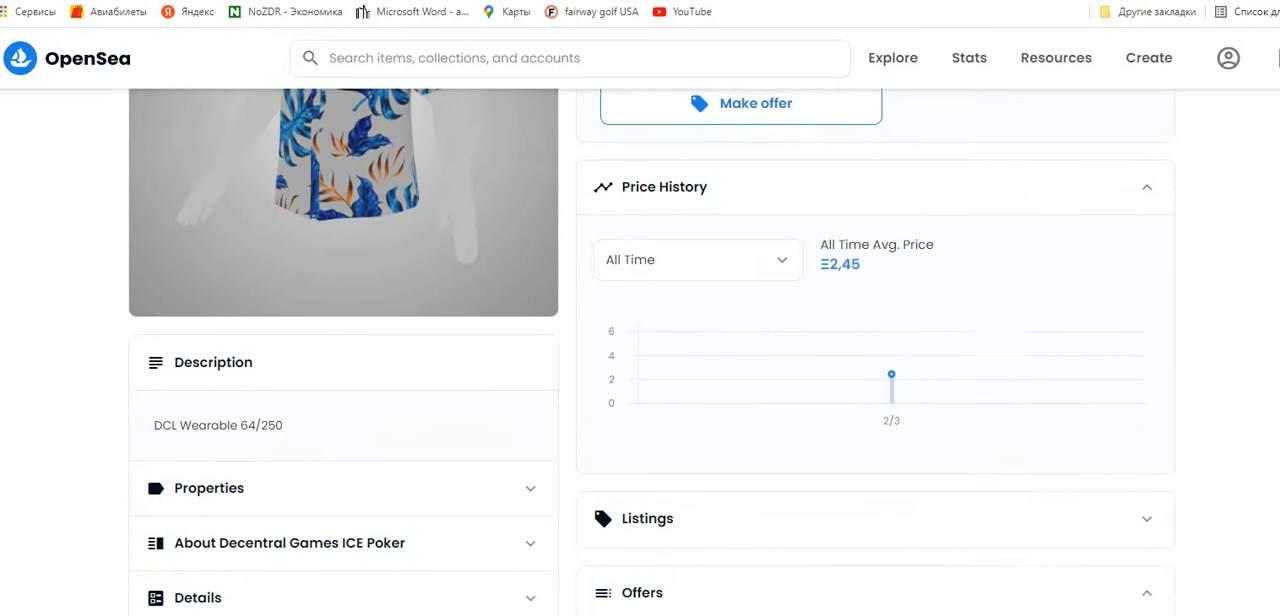 Сервисы Авиабилеты Яндекс NoZDR - Экономика Microsoft Word - a... Карты fairway golf USA YouTube Другие закладки Список дл
OpenSea Search items, collections, and accounts Explore Stats Resources Create
Make offer
Price History
All Time
All Time Avg. Price
Ξ2,45
6
4
2
0
2/3
Description
DCL Wearable 64/250
Properties
About Decentral Games ICE Poker
Details
Listings
Offers